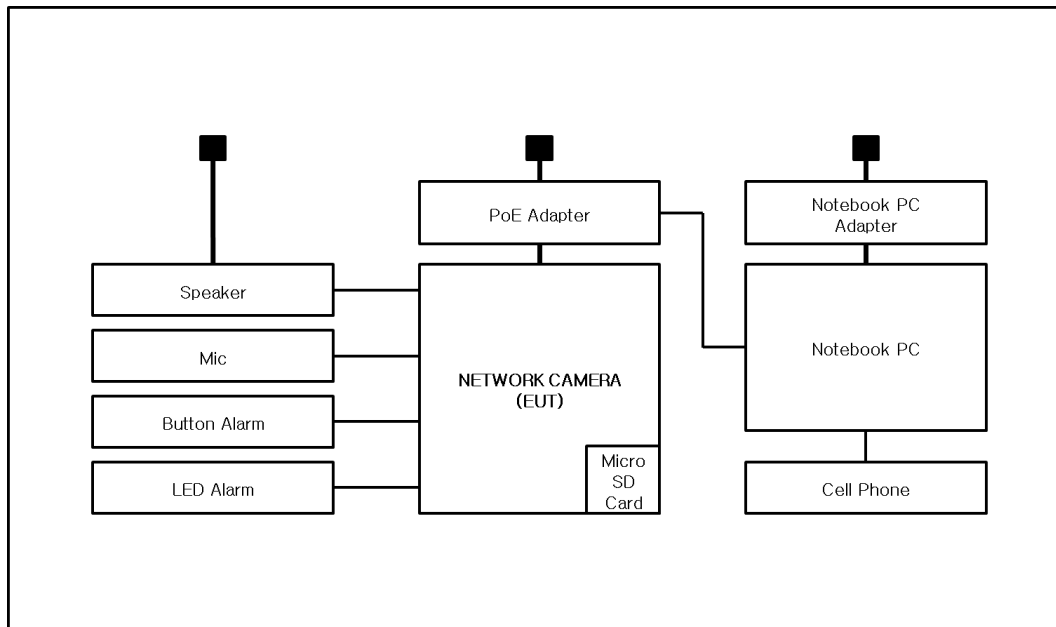 PoE Adapter
Notebook PC
Adapter
Speaker
Mic
Button Alarm
LED Alarm
NETWORK CAMERA
(EUT)
Micro
SD
Card
Notebook PC
Cell Phone